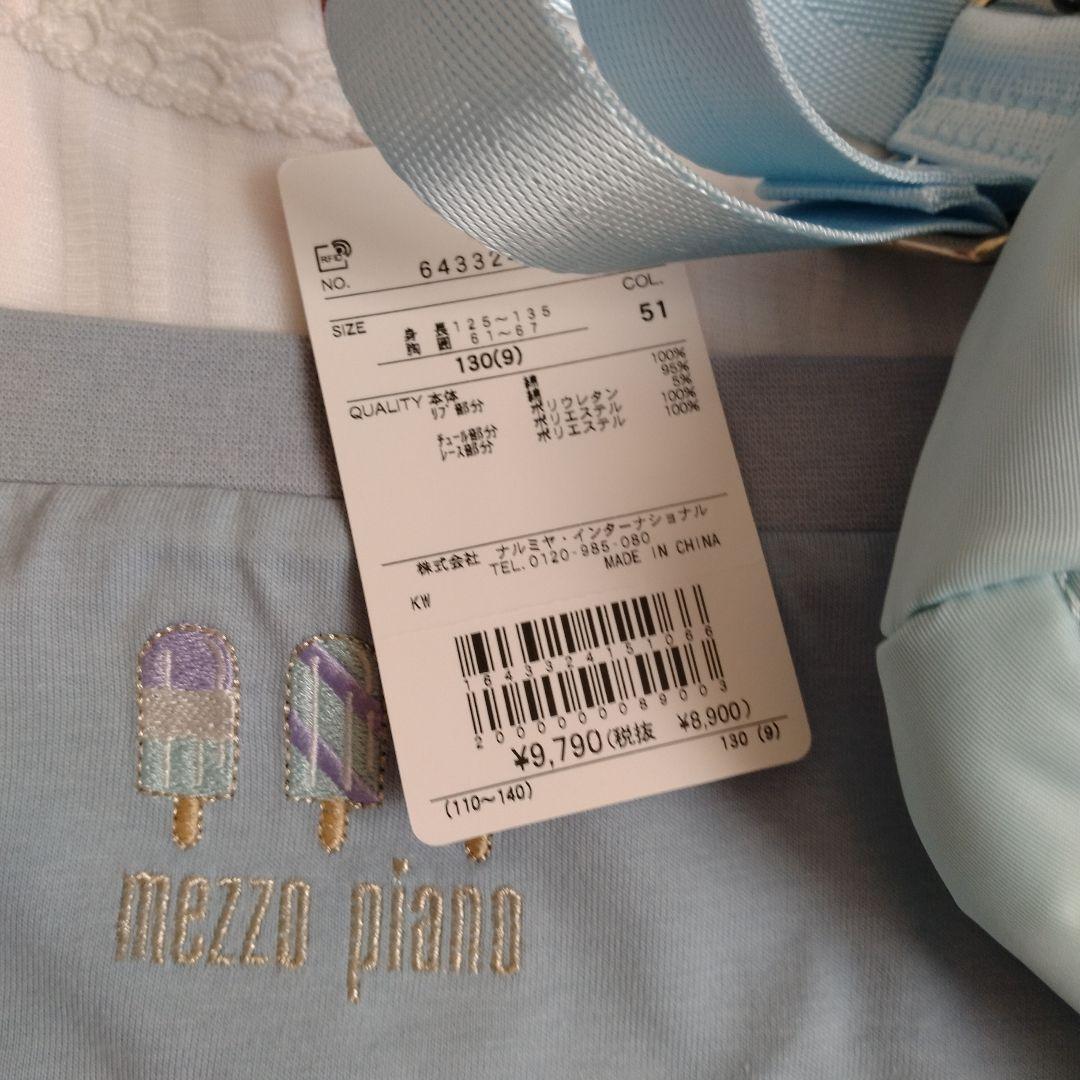 RFID
NO. 64332
SIZE COL.
身長 125～135 51
胸囲 61～67
130(9)
QUALITY 本体 綿 100%
リブ部分 綿 95%
ポリウレタン 5%
チュール部分 ポリエステル 100%
レース部分 ポリエステル 100%
株式会社 ナルミヤ・インターナショナル
TEL.0120-985-080
MADE IN CHINA
KW
1643324151066
2000000089003
¥9,790(税抜 ¥8,900)
130 (9)
(110～140)
mezzo piano